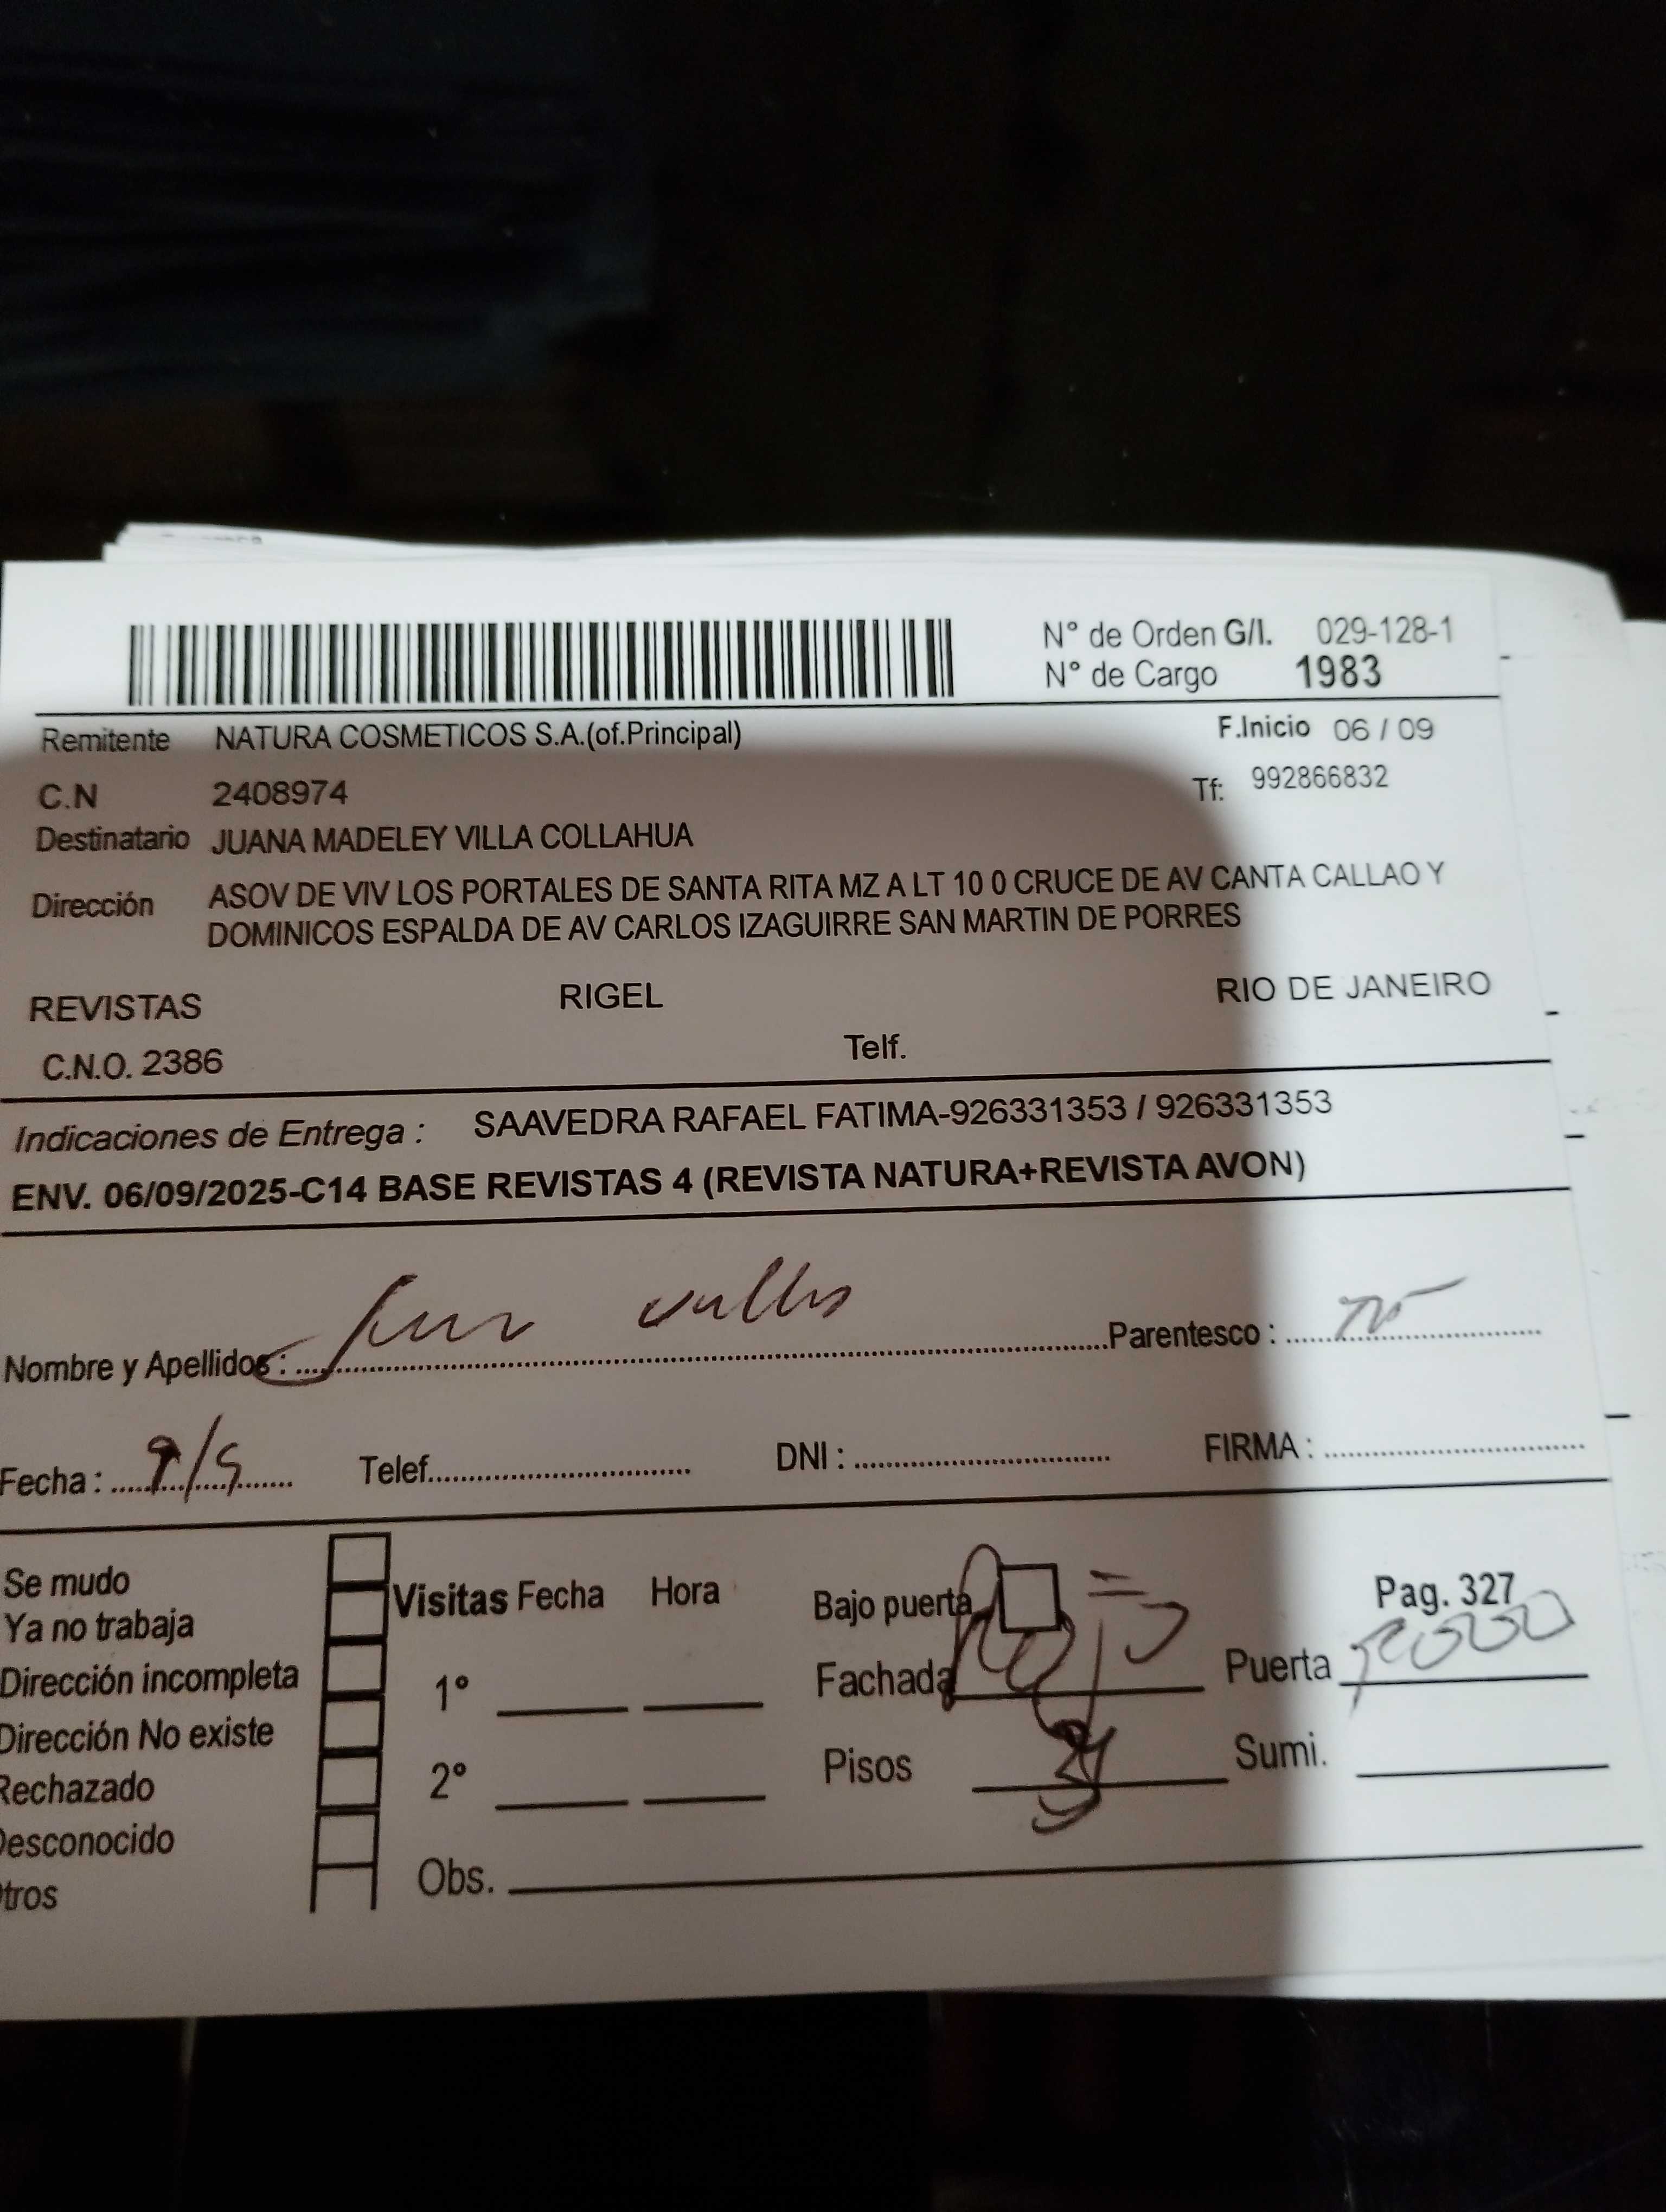 N° de Orden G/I. 029-128-1
N° de Cargo 1983
Remitente NATURA COSMETICOS S.A.(of.Principal) F.Inicio 06 / 09
C.N 2408974 Tf: 992866832
Destinatario JUANA MADELEY VILLA COLLAHUA
Dirección ASOV DE VIV LOS PORTALES DE SANTA RITA MZ A LT 10 0 CRUCE DE AV CANTA CALLAO Y
DOMINICOS ESPALDA DE AV CARLOS IZAGUIRRE SAN MARTIN DE PORRES
REVISTAS RIGEL RIO DE JANEIRO
C.N.O. 2386 Telf.
Indicaciones de Entrega : SAAVEDRA RAFAEL FATIMA-926331353 / 926331353
ENV. 06/09/2025-C14 BASE REVISTAS 4 (REVISTA NATURA+REVISTA AVON)
Nombre y Apellidos : Parentesco :
Fecha : 9/9 Telef. DNI : FIRMA :
Se mudo
Ya no trabaja
Dirección incompleta
Dirección No existe
Rechazado
Desconocido
tros
Visitas Fecha Hora
1°
2°
Obs.
Bajo puerta Pag. 327
Fachada Puerta
Pisos Sumi.